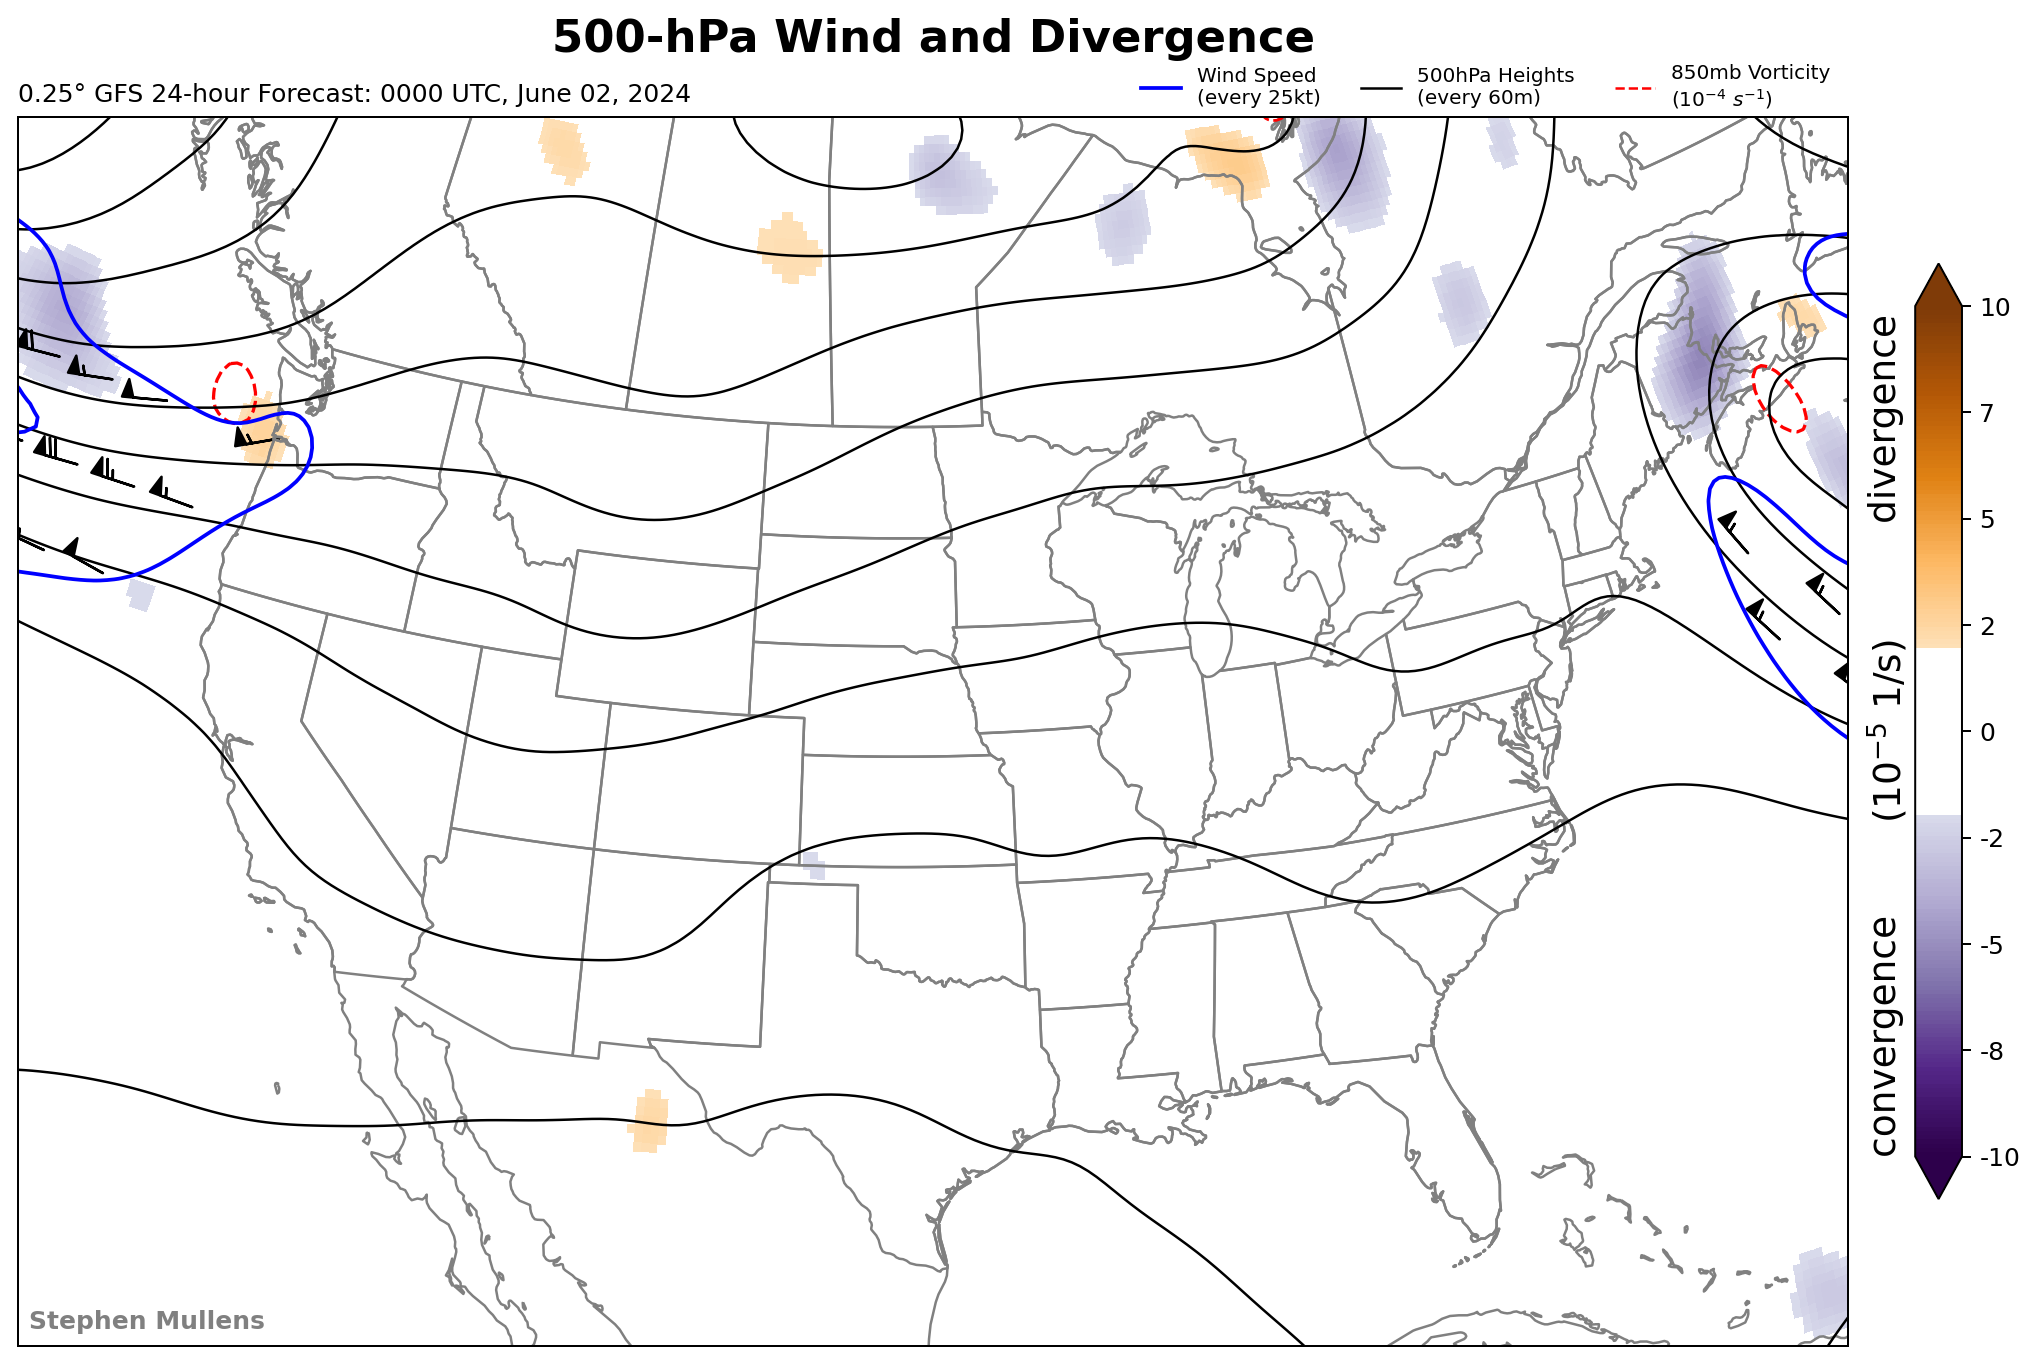 500-hPa Wind and Divergence
0.25° GFS 24-hour Forecast: 0000 UTC, June 02, 2024
Wind Speed
(every 25kt)
500hPa Heights
(every 60m)
850mb Vorticity
(10⁻⁴ s⁻¹)
10
7
5
2
0
-2
-5
-8
-10
convergence (10⁻⁵ 1/s) divergence
Stephen Mullens